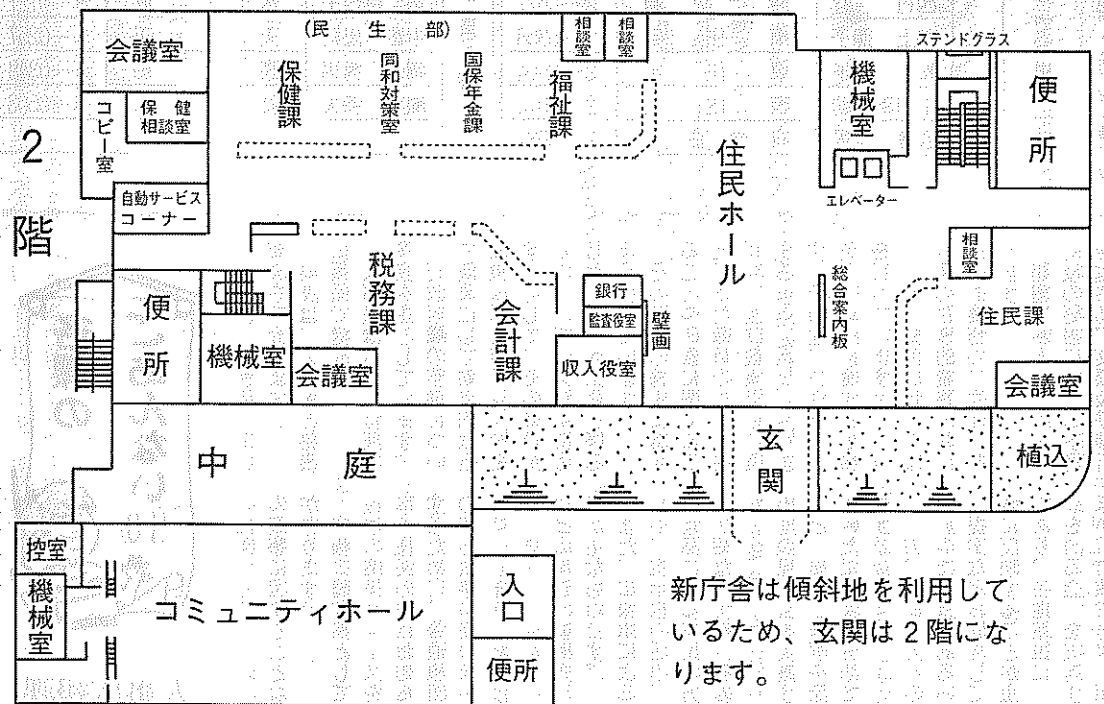 2階
会議室
(民生部)
相談室
相談室
ステンドグラス
保健課
同和対策室
国保年金課
福祉課
機械室
便所
コピー室
保健
相談室
住民ホール
エレベーター
自動サービス
コーナー
相談室
税務課
会計課
銀行
監査役室
壁画
収入役室
総合案内板
住民課
便所
機械室
会議室
会議室
中庭
玄関
植込
控室
機械室
コミュニティホール
入口
便所
新庁舎は傾斜地を利用して
いるため、玄関は2階にな
ります。